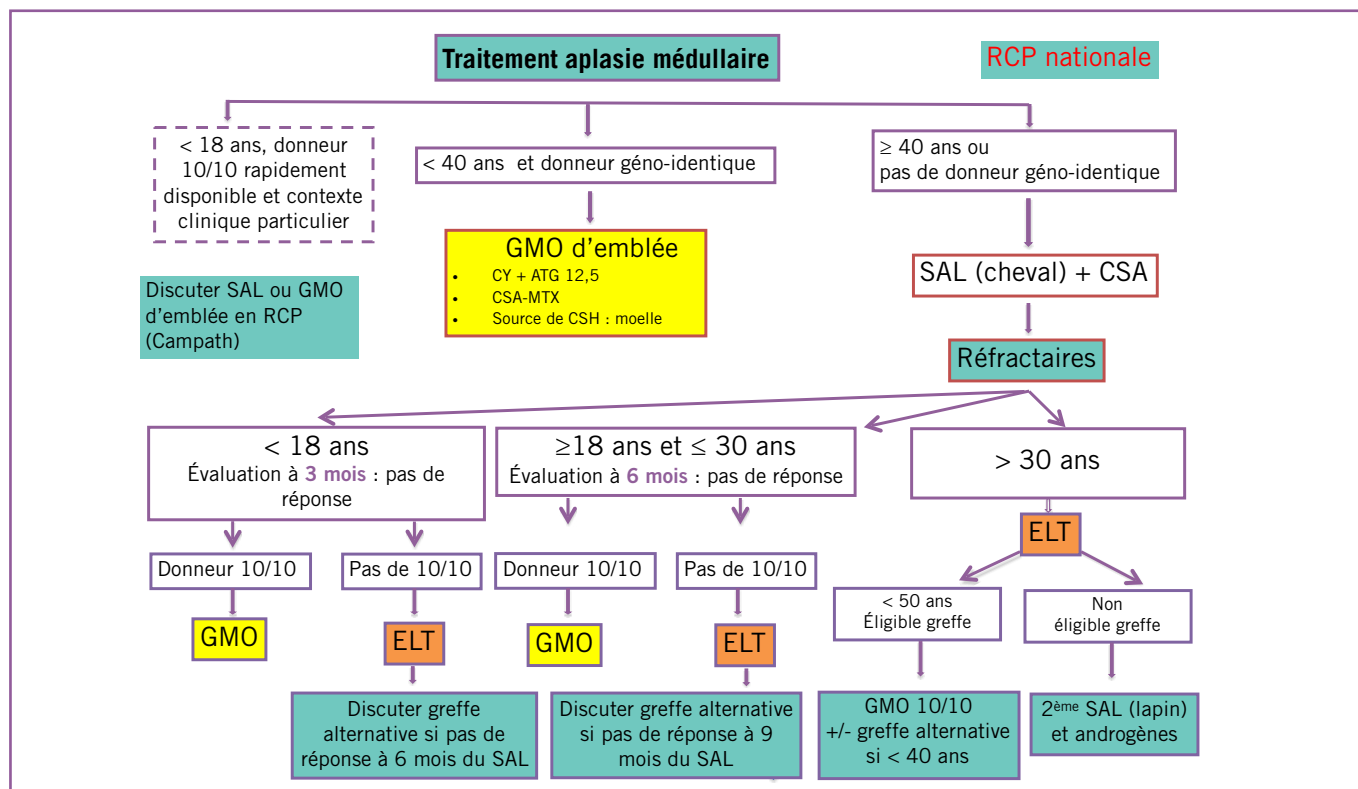 Traitement aplasie médullaire
RCP nationale
< 18 ans, donneur
10/10 rapidement
disponible et contexte
clinique particulier
< 40 ans et donneur géno-identique
≥ 40 ans ou
pas de donneur géno-identique
Discuter SAL ou GMO
d’emblée en RCP
(Campath)
GMO d’emblée
• CY + ATG 12,5
• CSA-MTX
• Source de CSH : moelle
SAL (cheval) + CSA
Réfractaires
< 18 ans
Évaluation à 3 mois : pas de
réponse
≥18 ans et ≤ 30 ans
Évaluation à 6 mois : pas de réponse
> 30 ans
ELT
Donneur 10/10
Pas de 10/10
Donneur 10/10
Pas de 10/10
< 50 ans
Éligible greffe
Non
éligible greffe
GMO
ELT
GMO
ELT
Discuter greffe
alternative si pas de
réponse à 6 mois du SAL
Discuter greffe alternative
si pas de réponse à 9
mois du SAL
GMO 10/10
+/- greffe alternative
si < 40 ans
2ème SAL (lapin)
et androgènes